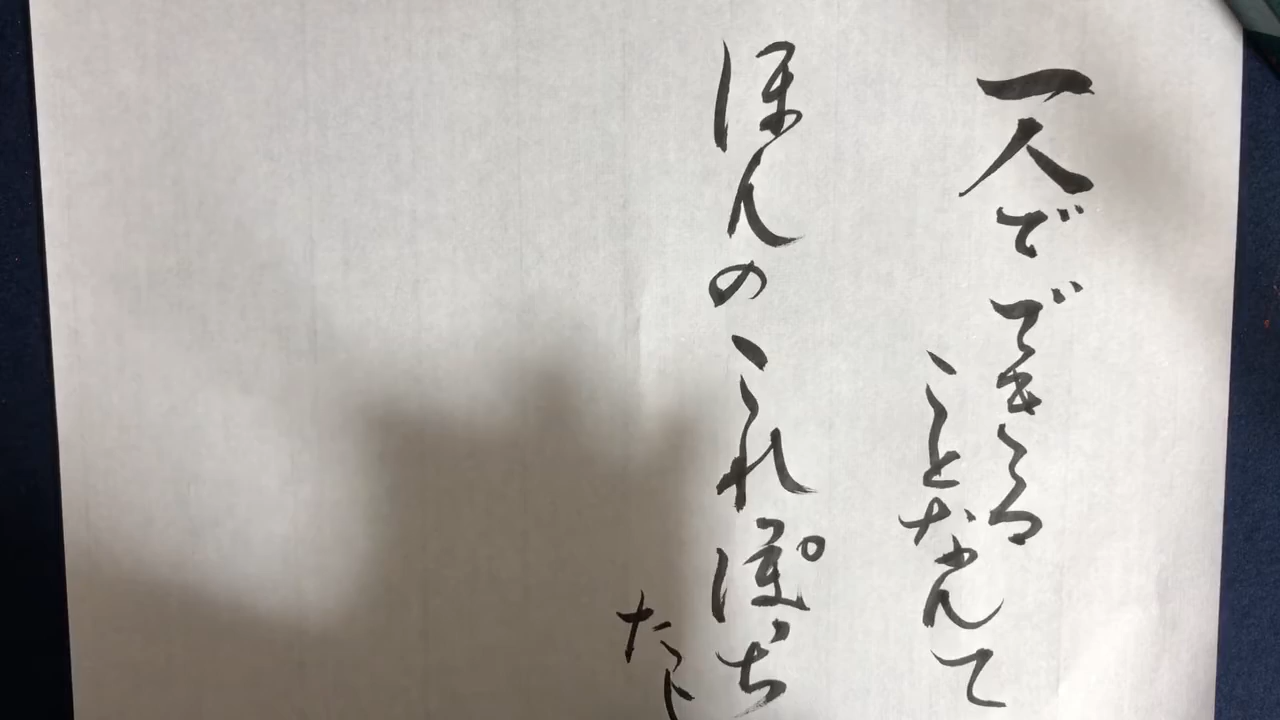 一人でできる
ことなんて
ほんのこれぽっち
た